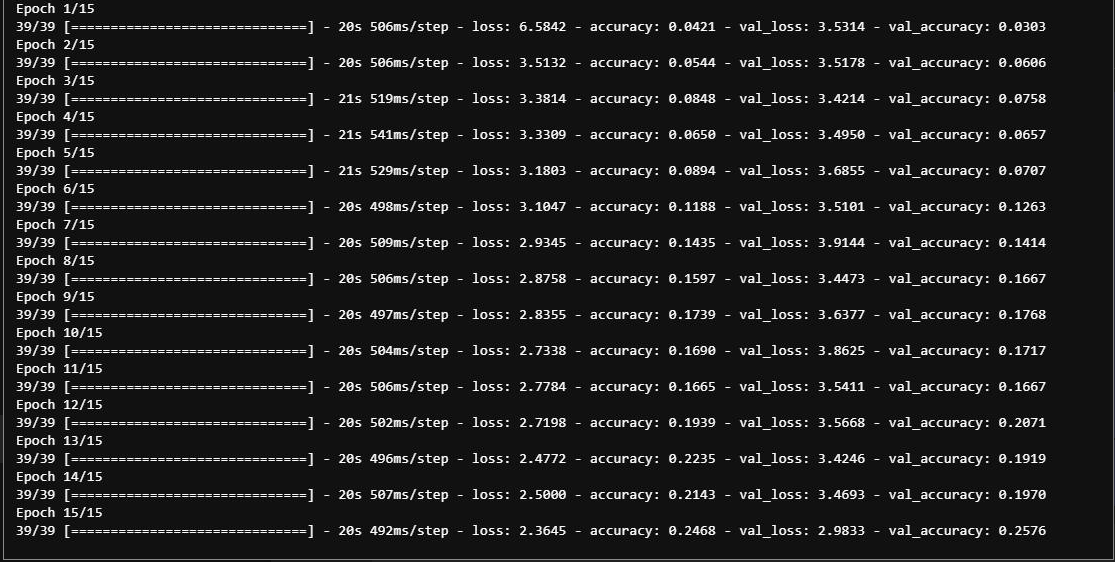 Epoch 1/15
39/39 [==============================] - 20s 506ms/step - loss: 6.5842 - accuracy: 0.0421 - val_loss: 3.5314 - val_accuracy: 0.0303
Epoch 2/15
39/39 [==============================] - 20s 506ms/step - loss: 3.5132 - accuracy: 0.0544 - val_loss: 3.5178 - val_accuracy: 0.0606
Epoch 3/15
39/39 [==============================] - 21s 519ms/step - loss: 3.3814 - accuracy: 0.0848 - val_loss: 3.4214 - val_accuracy: 0.0758
Epoch 4/15
39/39 [==============================] - 21s 541ms/step - loss: 3.3309 - accuracy: 0.0650 - val_loss: 3.4950 - val_accuracy: 0.0657
Epoch 5/15
39/39 [==============================] - 21s 529ms/step - loss: 3.1803 - accuracy: 0.0894 - val_loss: 3.6855 - val_accuracy: 0.0707
Epoch 6/15
39/39 [==============================] - 20s 498ms/step - loss: 3.1047 - accuracy: 0.1188 - val_loss: 3.5101 - val_accuracy: 0.1263
Epoch 7/15
39/39 [==============================] - 20s 509ms/step - loss: 2.9345 - accuracy: 0.1435 - val_loss: 3.9144 - val_accuracy: 0.1414
Epoch 8/15
39/39 [==============================] - 20s 506ms/step - loss: 2.8758 - accuracy: 0.1597 - val_loss: 3.4473 - val_accuracy: 0.1667
Epoch 9/15
39/39 [==============================] - 20s 497ms/step - loss: 2.8355 - accuracy: 0.1739 - val_loss: 3.6377 - val_accuracy: 0.1768
Epoch 10/15
39/39 [==============================] - 20s 504ms/step - loss: 2.7338 - accuracy: 0.1690 - val_loss: 3.8625 - val_accuracy: 0.1717
Epoch 11/15
39/39 [==============================] - 20s 506ms/step - loss: 2.7784 - accuracy: 0.1665 - val_loss: 3.5411 - val_accuracy: 0.1667
Epoch 12/15
39/39 [==============================] - 20s 502ms/step - loss: 2.7198 - accuracy: 0.1939 - val_loss: 3.5668 - val_accuracy: 0.2071
Epoch 13/15
39/39 [==============================] - 20s 496ms/step - loss: 2.4772 - accuracy: 0.2235 - val_loss: 3.4246 - val_accuracy: 0.1919
Epoch 14/15
39/39 [==============================] - 20s 507ms/step - loss: 2.5000 - accuracy: 0.2143 - val_loss: 3.4693 - val_accuracy: 0.1970
Epoch 15/15
39/39 [==============================] - 20s 492ms/step - loss: 2.3645 - accuracy: 0.2468 - val_loss: 2.9833 - val_accuracy: 0.2576